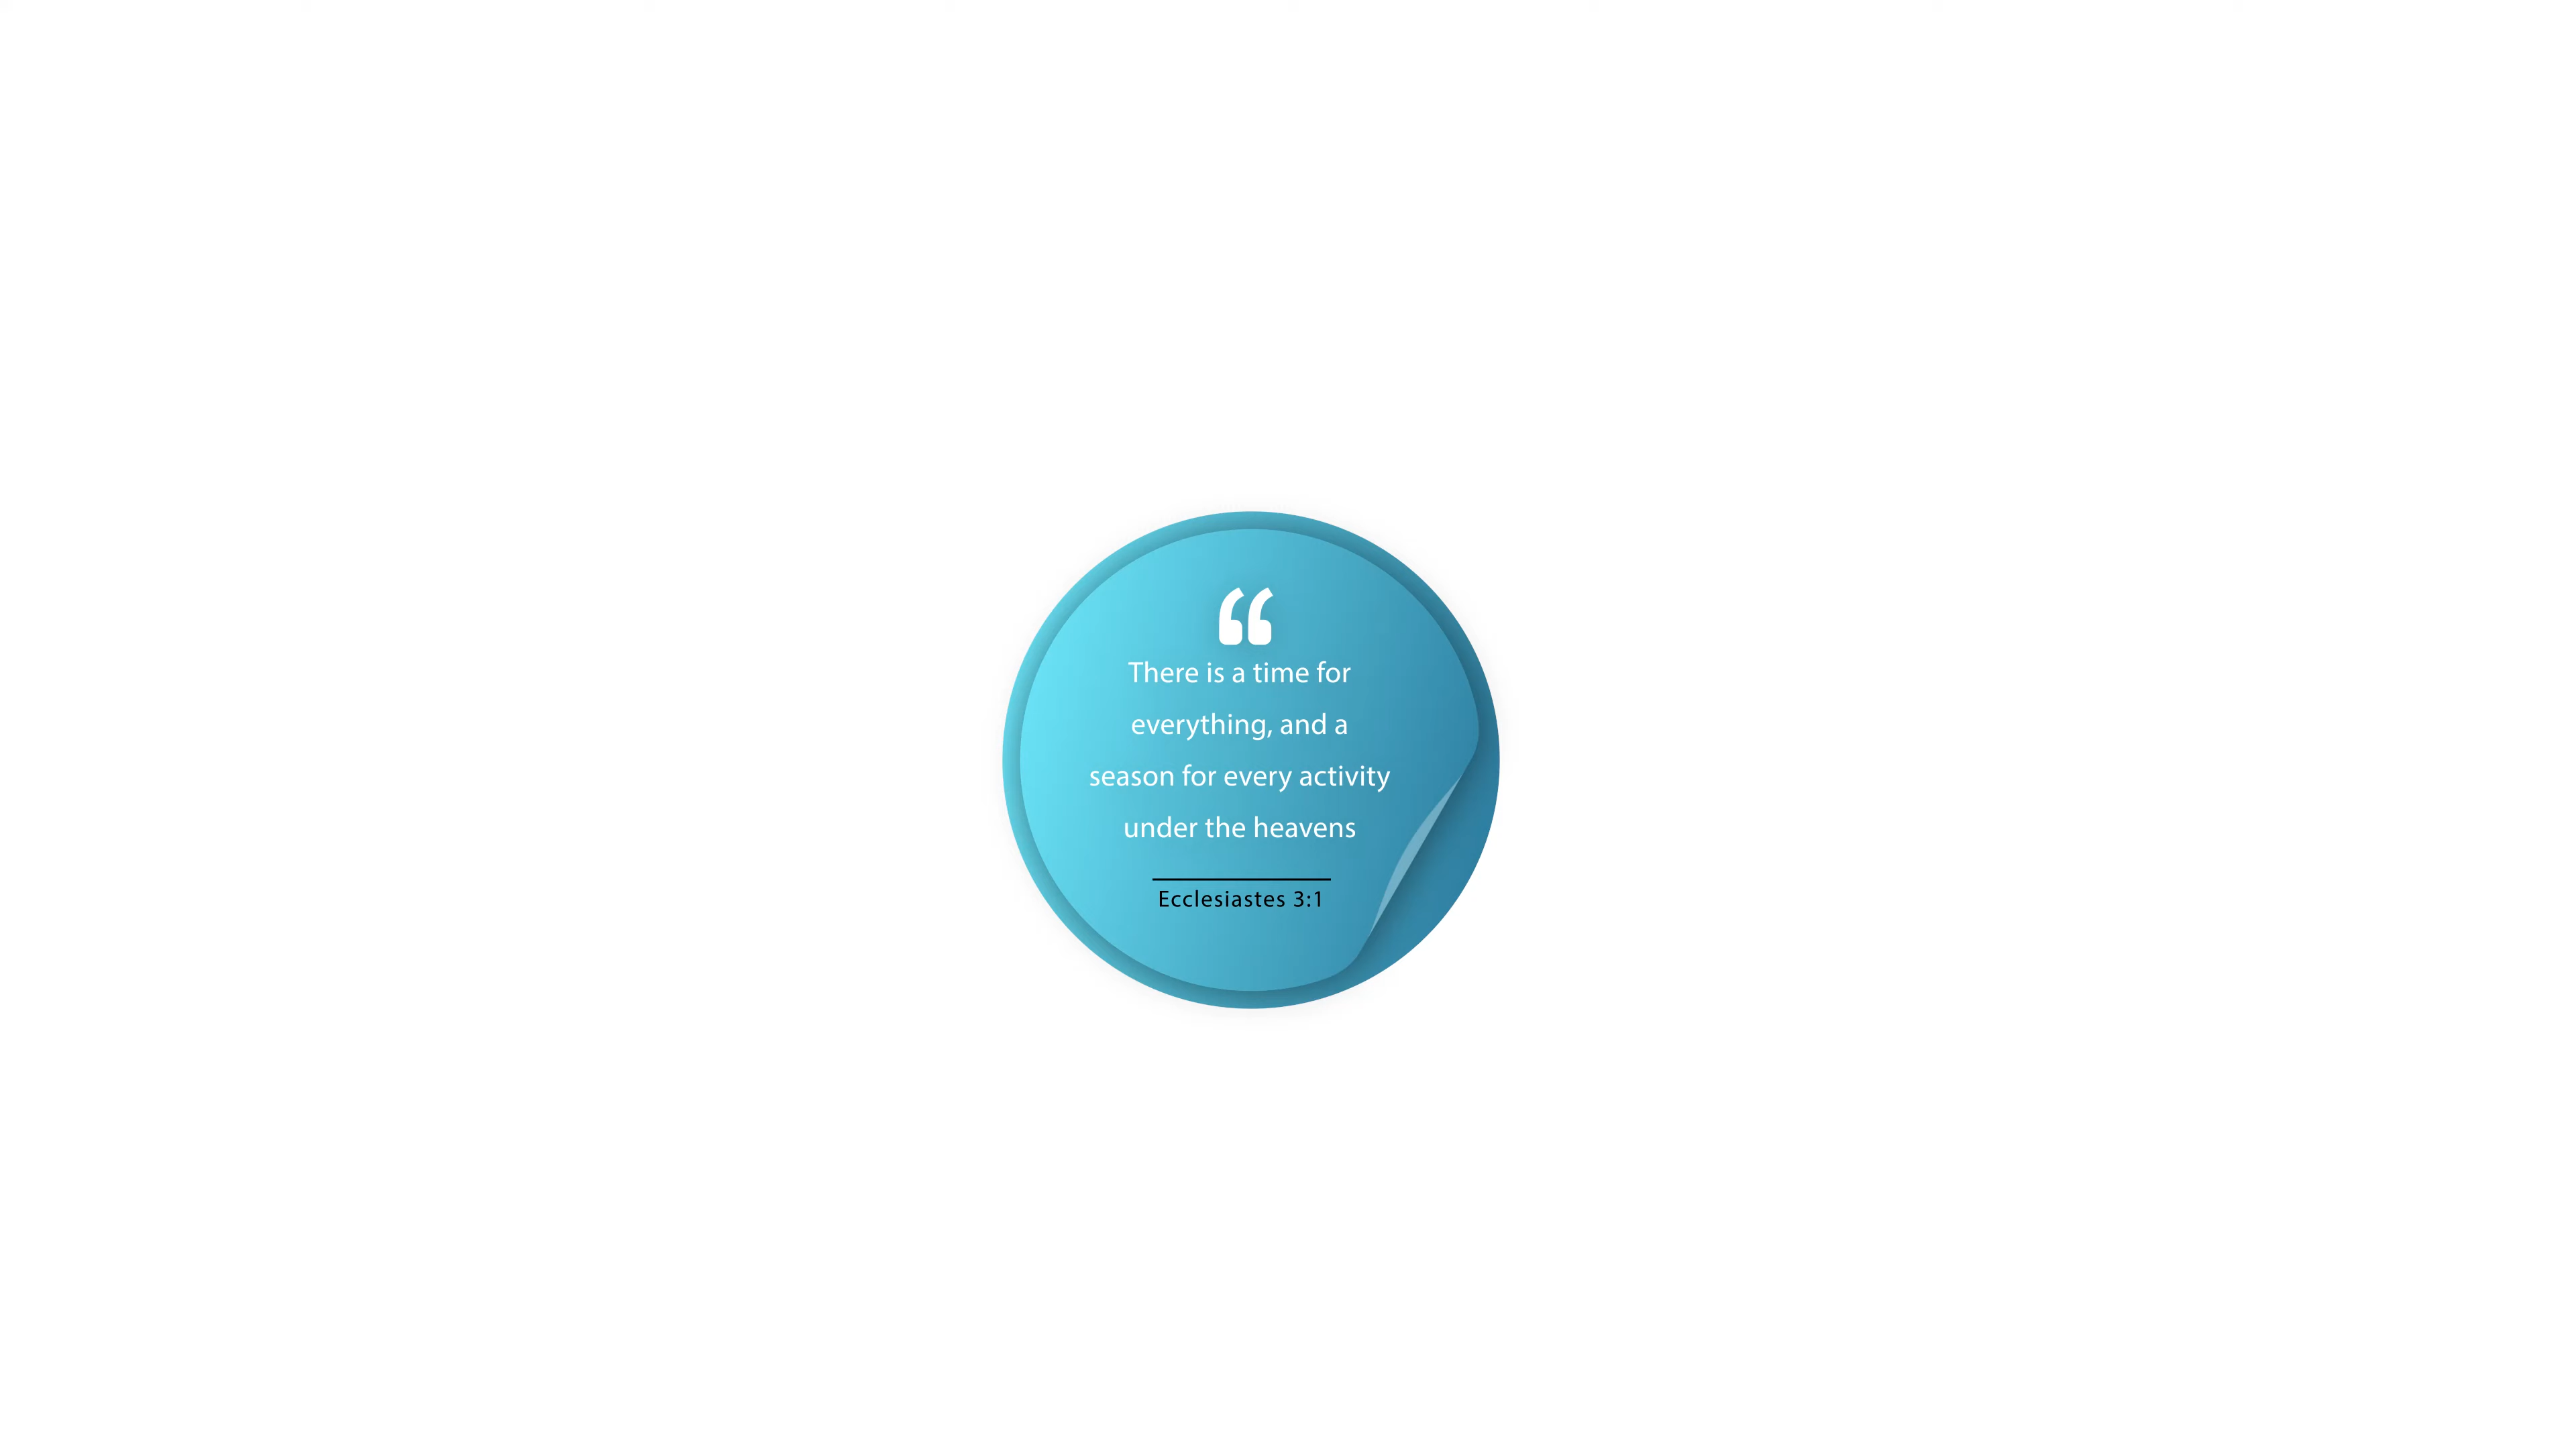 “
There is a time for
everything, and a
season for every activity
under the heavens
Ecclesiastes 3:1